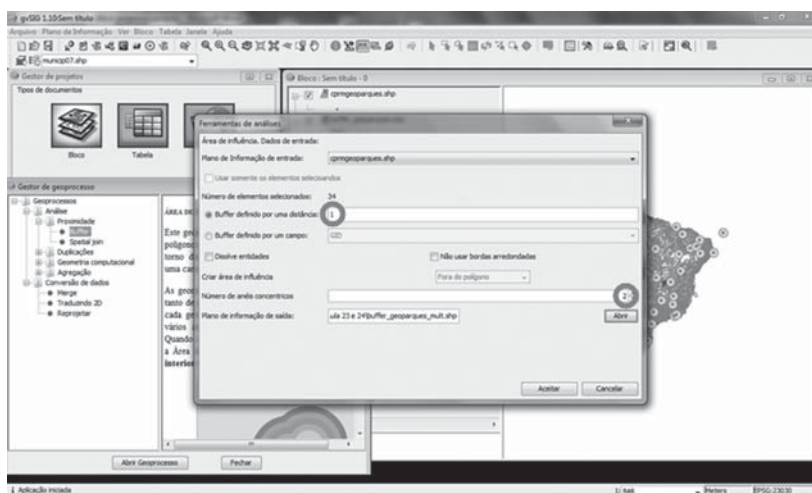 gvSIG 1.10:Sem título
Arquivo Plano de Informação Ver Bloco Tabela Janela Ajuda
municp07.shp
Gestor de projetos
Tipos de documentos
Bloco
Tabela
Gestor de geoprocesso
Geoprocessos
Análise
Proximidade
Buffer
Spatial join
Duplicações
Geometria computacional
Agregação
Conversão de dados
Merge
Traduzindo 2D
Reprojetar
ÁREA DE
Este geo
polígono
torno d
uma car
As geo
tanto de
cada ge
vários
Quando
a Área
interior
Abrir Geoprocesso
Fechar
Bloco : Sem título - 0
cprmgeoparques.shp
Ferramentas de análises
Área de influência. Dados de entrada:
Plano de Informação de entrada:
cprmgeoparques.shp
Usar somente os elementos selecionandos
Número de elementos selecionados: 34
Buffer definido por uma distância: 1
Buffer definido por um campo: GID
Dissolve entidades
Não usar bordas arredondadas
Criar área de influência
Fora de polígono
Número de anéis concentricos 2
Plano de informação de saída:
ula 23 e 24\buffer_geoparques_mult.shp
Abrir
Aceitar
Cancelar
Aplicação iniciada
Meters
EPSG:23030